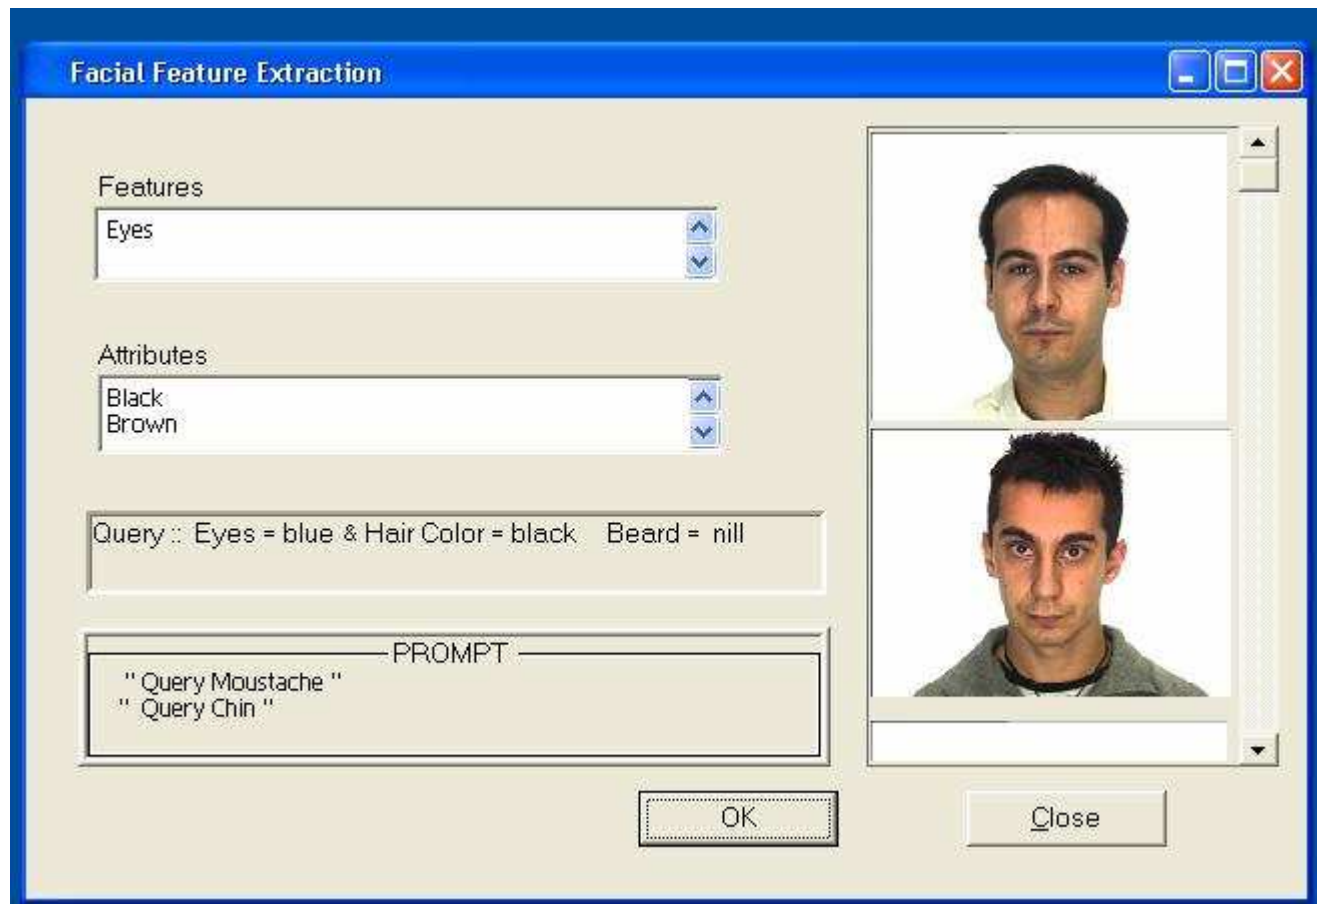 Facial Feature Extraction
Features
Eyes
Attributes
Black
Brown
Query :: Eyes = blue & Hair Color = black Beard = nill
PROMPT
" Query Moustache "
" Query Chin "
OK
Close